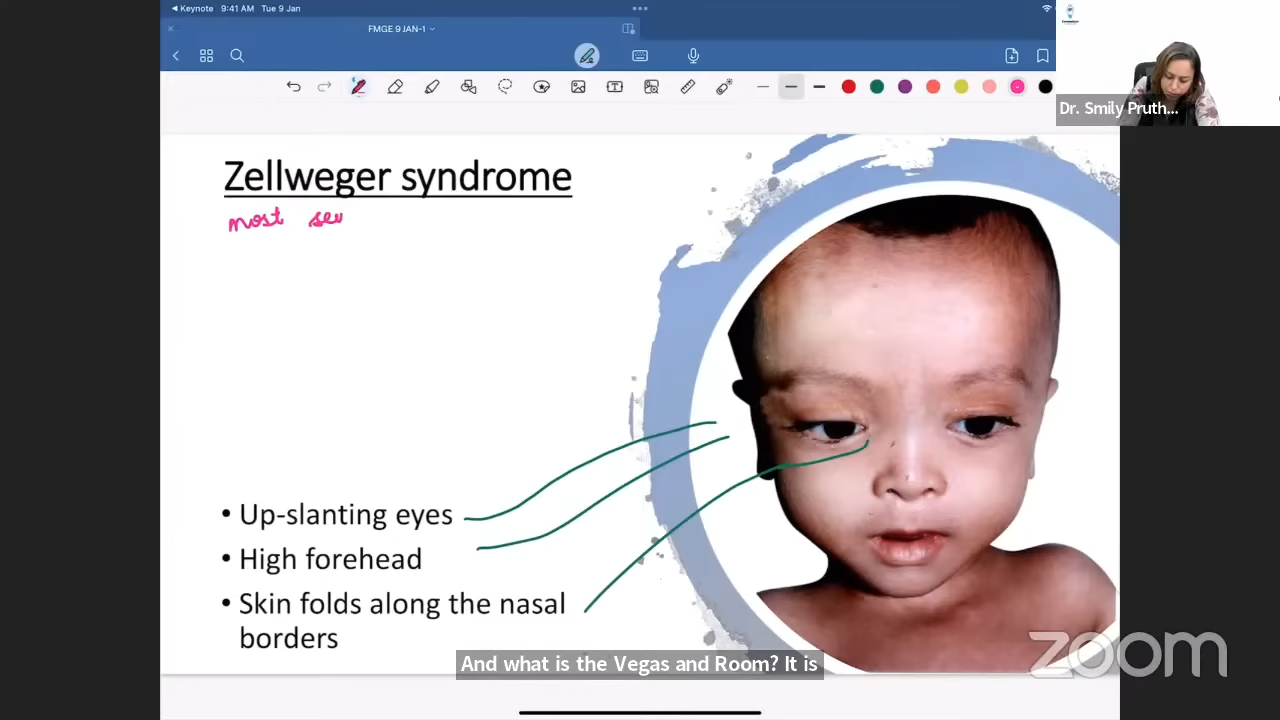 Keynote 9:41 AM Tue 9 Jan
FMGE 9 JAN-1
Dr. Smily Pruth...
Zellweger syndrome
most sev
• Up-slanting eyes
• High forehead
• Skin folds along the nasal
borders
And what is the Vegas and Room? It is
zoom